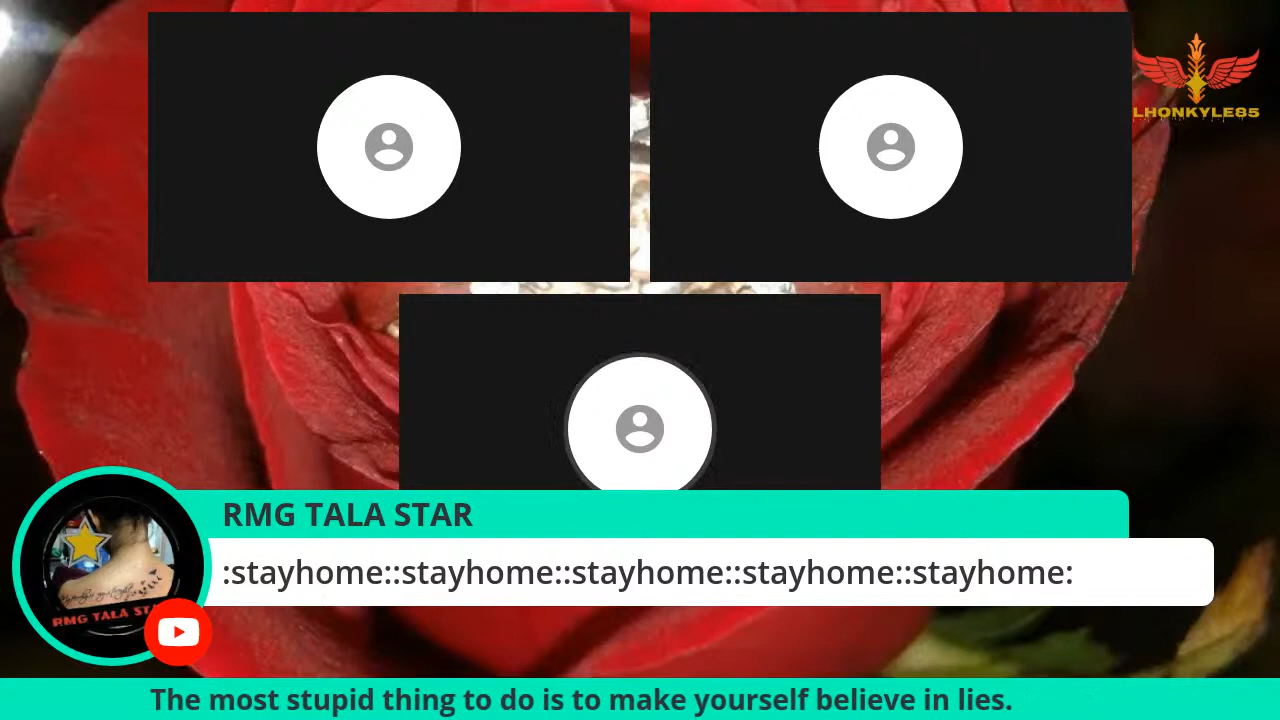 LHONKYLE85
RMG TALA STAR
:stayhome::stayhome::stayhome::stayhome::stayhome:
RMG TALA STA
The most stupid thing to do is to make yourself believe in lies.